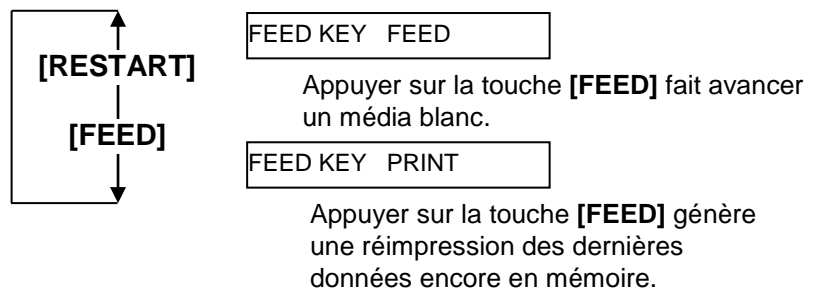 [RESTART]
[FEED]
FEED KEY FEED
Appuyer sur la touche [FEED] fait avancer
un média blanc.
FEED KEY PRINT
Appuyer sur la touche [FEED] génère
une réimpression des dernières
données encore en mémoire.